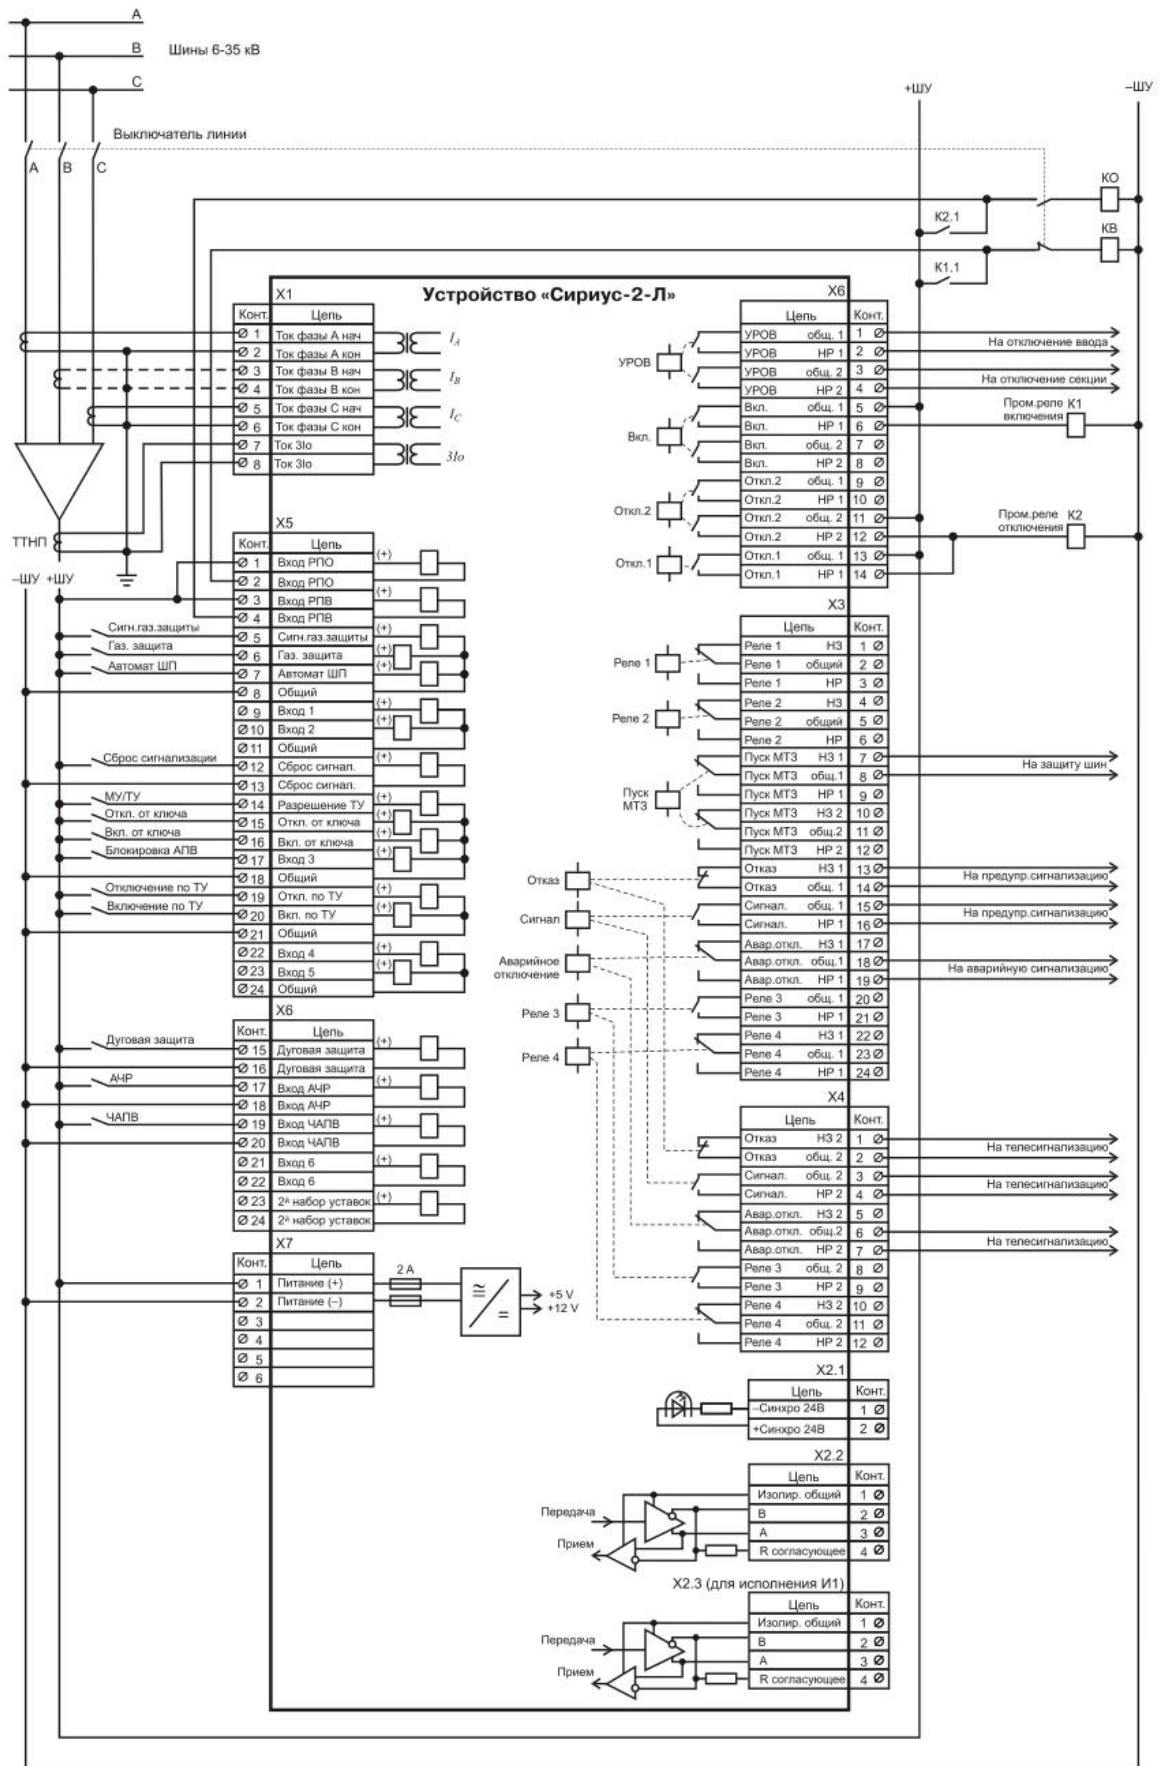 A
B Шины 6-35 кВ
C
+ШУ
–ШУ
Выключатель линии
A B C
КО
К2.1
КВ
К1.1
Устройство «Сириус-2-Л»
X1
Конт. Цепь
1 Ток фазы А нач
2 Ток фазы А кон
3 Ток фазы В нач
4 Ток фазы В кон
5 Ток фазы С нач
6 Ток фазы С кон
7 Ток 3Iо
8 Ток 3Iо
IA
IB
IC
3Io
ТТНП
–ШУ +ШУ
X5
Конт. Цепь
1 Вход РПО (+)
2 Вход РПО
3 Вход РПВ (+)
4 Вход РПВ
Сигн.газ.защиты 5 Сигн.газ.защиты (+)
Газ. защита 6 Газ. защита (+)
Автомат ШП 7 Автомат ШП (+)
8 Общий
9 Вход 1 (+)
10 Вход 2 (+)
11 Общий
Сброс сигнализации 12 Сброс сигнал. (+)
13 Сброс сигнал.
МУ/ТУ 14 Разрешение ТУ (+)
Откл. от ключа 15 Откл. от ключа (+)
Вкл. от ключа 16 Вкл. от ключа (+)
Блокировка АПВ 17 Вход 3 (+)
18 Общий
Отключение по ТУ 19 Откл. по ТУ (+)
Включение по ТУ 20 Вкл. по ТУ (+)
21 Общий
22 Вход 4 (+)
23 Вход 5 (+)
24 Общий
X6
Конт. Цепь
Дуговая защита 15 Дуговая защита (+)
16 Дуговая защита
АЧР 17 Вход АЧР (+)
18 Вход АЧР
ЧАПВ 19 Вход ЧАПВ (+)
20 Вход ЧАПВ
21 Вход 6 (+)
22 Вход 6
23 2й набор уставок (+)
24 2й набор уставок
X7
Конт. Цепь
1 Питание (+)
2 Питание (–)
3
4
5
6
2 А
≅ / =
+5 V
+12 V
X6
Цепь Конт.
УРОВ
УРОВ общ. 1 1
УРОВ НР 1 2
На отключение ввода
УРОВ общ. 2 3
УРОВ НР 2 4
На отключение секции
Вкл.
Вкл. общ. 1 5
Вкл. НР 1 6
Пром.реле включения К1
Вкл. общ. 2 7
Вкл. НР 2 8
Откл.2
Откл.2 общ. 1 9
Откл.2 НР 1 10
Откл.2 общ. 2 11
Откл.2 НР 2 12
Пром.реле отключения К2
Откл.1
Откл.1 общ. 1 13
Откл.1 НР 1 14
X3
Цепь Конт.
Реле 1
Реле 1 НЗ 1
Реле 1 общий 2
Реле 1 НР 3
Реле 2
Реле 2 НЗ 4
Реле 2 общий 5
Реле 2 НР 6
Пуск МТЗ
Пуск МТЗ НЗ 1 7
Пуск МТЗ общ.1 8
На защиту шин
Пуск МТЗ НР 1 9
Пуск МТЗ НЗ 2 10
Пуск МТЗ общ.2 11
Пуск МТЗ НР 2 12
Отказ
Отказ НЗ 1 13
Отказ общ. 1 14
На предупр.сигнализацию
Сигнал
Сигнал. общ. 1 15
Сигнал. НР 1 16
На предупр.сигнализацию
Аварийное отключение
Авар.откл. НЗ 1 17
Авар.откл. общ.1 18
Авар.откл. НР 1 19
На аварийную сигнализацию
Реле 3
Реле 3 общ. 1 20
Реле 3 НР 1 21
Реле 4
Реле 4 НЗ 1 22
Реле 4 общ. 1 23
Реле 4 НР 1 24
X4
Цепь Конт.
Отказ НЗ 2 1
Отказ общ. 2 2
На телесигнализацию
Сигнал. общ. 2 3
Сигнал. НР 2 4
На телесигнализацию
Авар.откл. НЗ 2 5
Авар.откл. общ.2 6
Авар.откл. НР 2 7
На телесигнализацию
Реле 3 общ. 2 8
Реле 3 НР 2 9
Реле 4 НЗ 2 10
Реле 4 общ. 2 11
Реле 4 НР 2 12
X2.1
Цепь Конт.
–Синхро 24В 1
+Синхро 24В 2
X2.2
Цепь Конт.
Изолир. общий 1
В 2
А 3
R согласующее 4
Передача
Прием
X2.3 (для исполнения И1)
Цепь Конт.
Изолир. общий 1
В 2
А 3
R согласующее 4
Передача
Прием